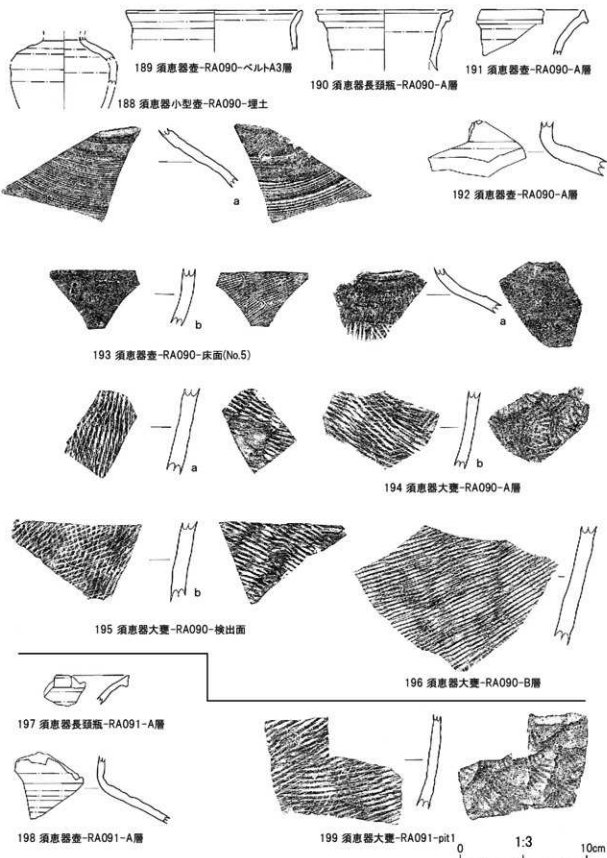 189 須恵器壺-RA090-ベルトA3層
190 須恵器長頸瓶-RA090-A層
191 須恵器壺-RA090-A層
188 須恵器小型壺-RA090-埋土
a
192 須恵器壺-RA090-A層
b
a
193 須恵器壺-RA090-床面(No.5)
a
b
194 須恵器大甕-RA090-A層
b
195 須恵器大甕-RA090-検出面
196 須恵器大甕-RA090-B層
197 須恵器長頸瓶-RA091-A層
198 須恵器壺-RA091-A層
199 須恵器大甕-RA091-pit1
1:3
0 10cm